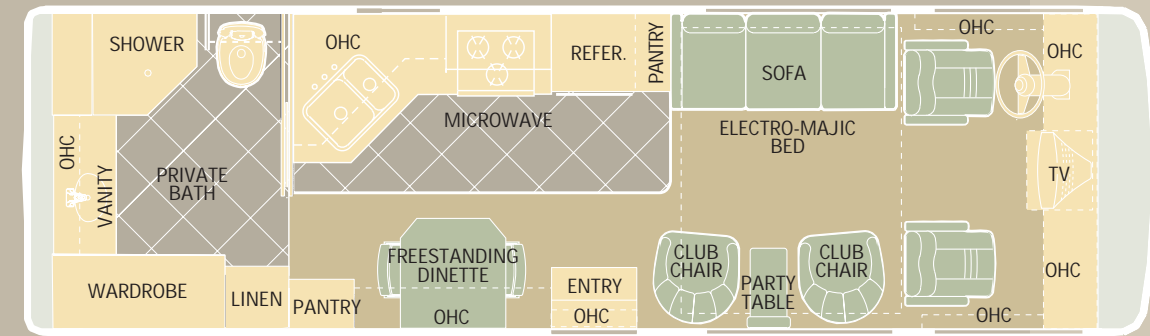 SHOWER
OHC
REFER.
PANTRY
SOFA
OHC
OHC
MICROWAVE
ELECTRO-MAJIC
BED
OHC
VANITY
PRIVATE
BATH
TV
FREESTANDING
DINETTE
CLUB
CHAIR
CLUB
CHAIR
OHC
WARDROBE
LINEN
PANTRY
OHC
ENTRY
OHC
PARTY
TABLE
OHC